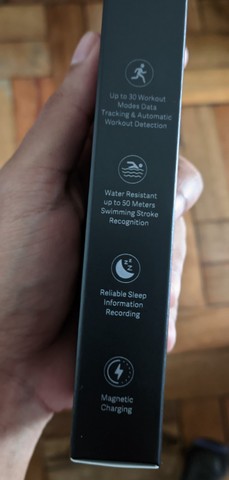 Up to 30 Workout
Modes Data
Tracking & Automatic
Workout Detection
Water Resistant
up to 50 Meters
Swimming Stroke
Recognition
Reliable Sleep
Information
Recording
Magnetic
Charging